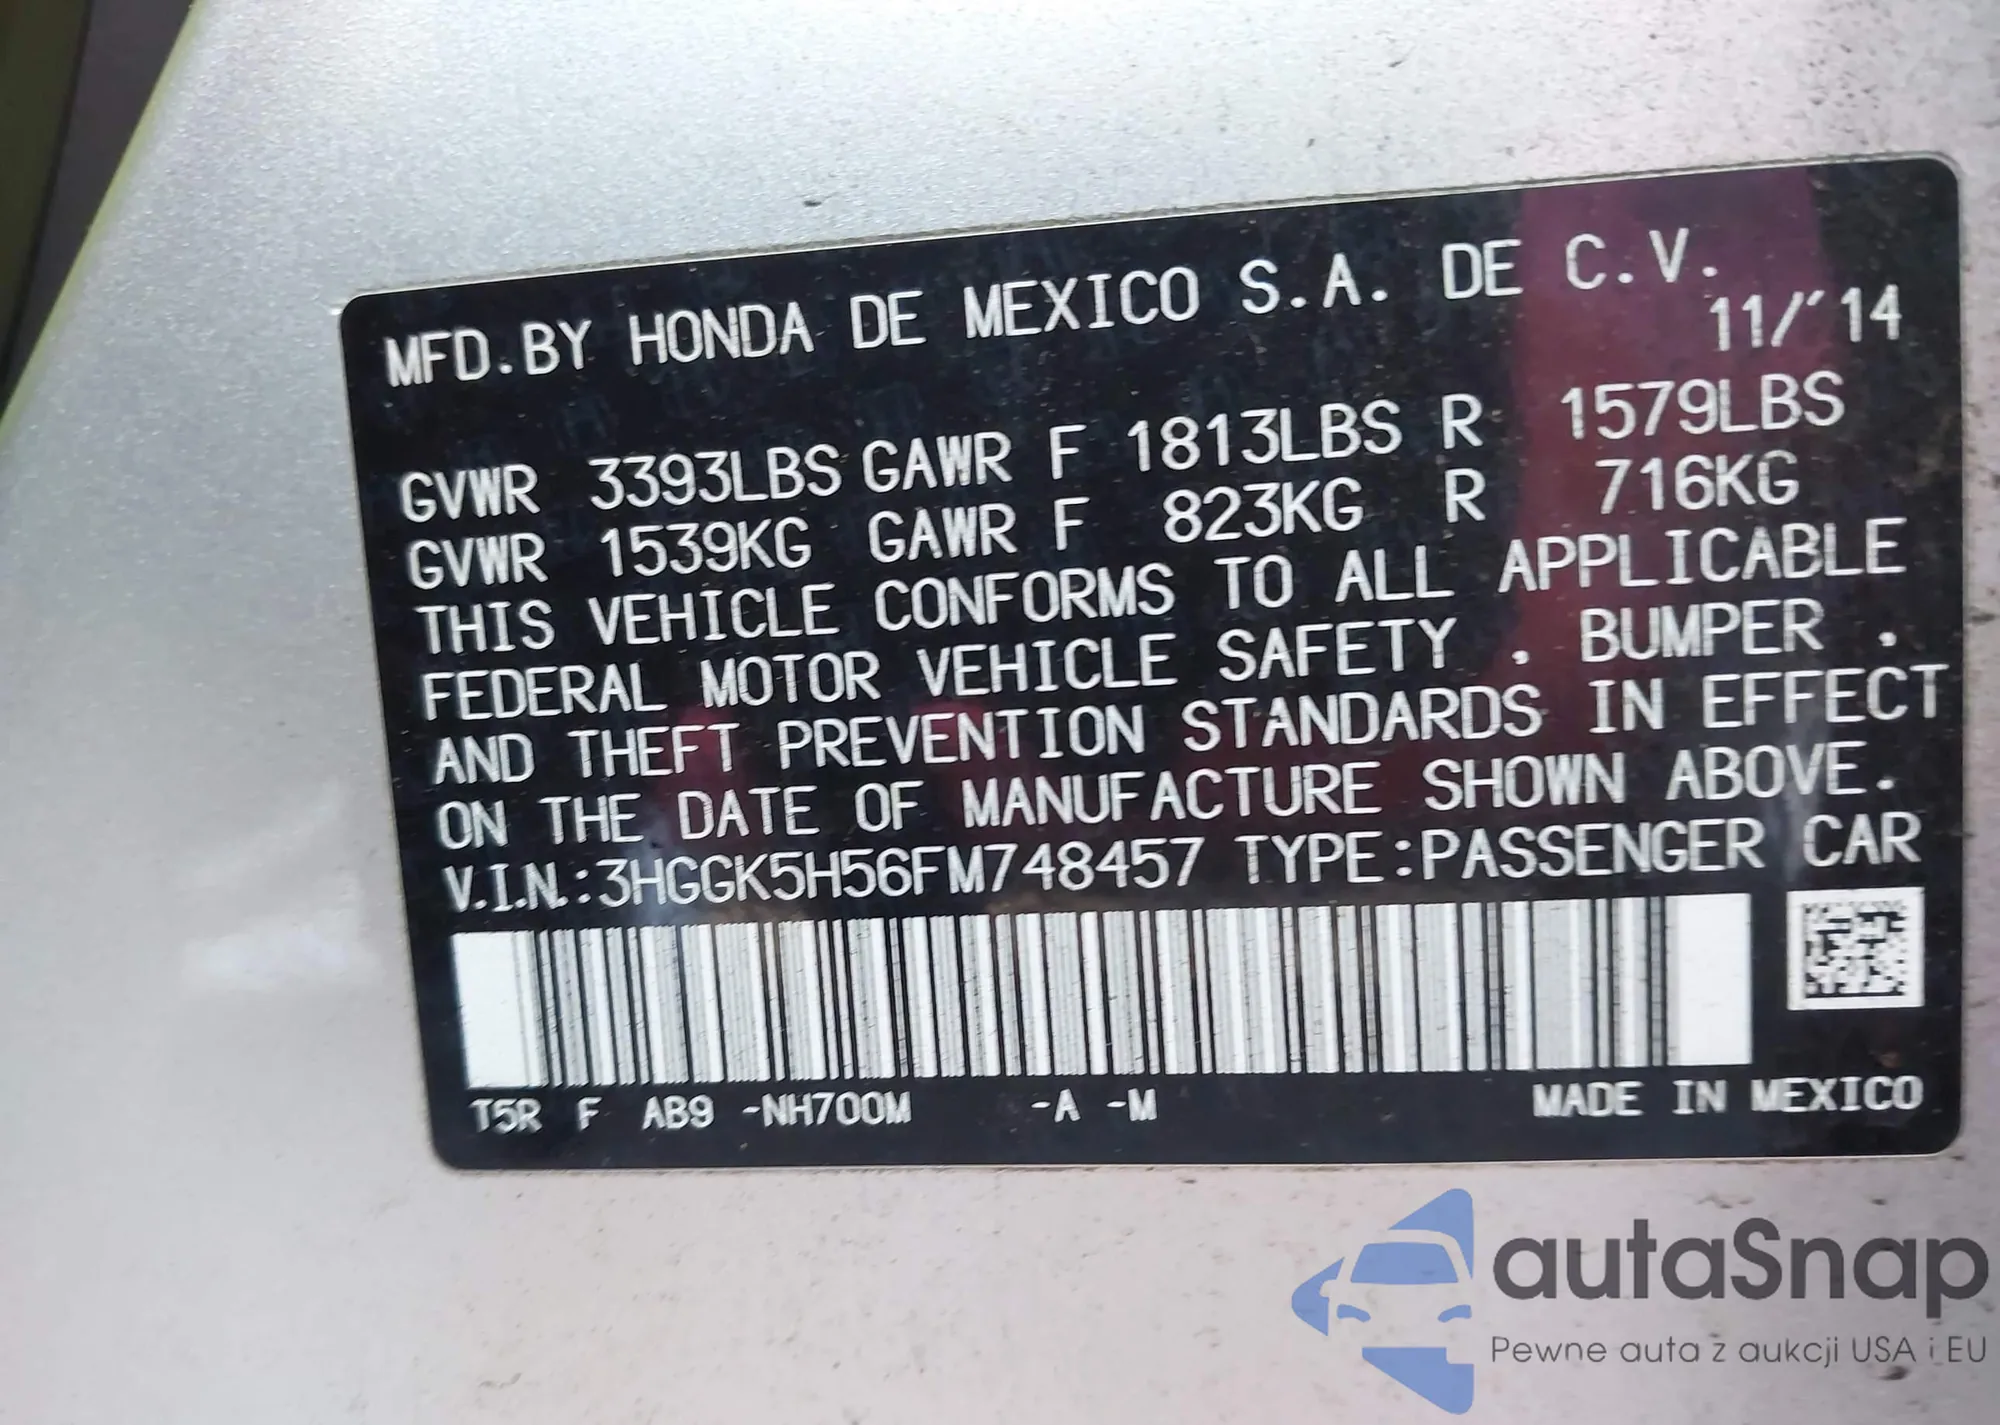 MFD.BY HONDA DE MEXICO S.A. DE C.V.
11/'14
GVWR 3393LBS GAWR F 1813LBS R 1579LBS
GVWR 1539KG GAWR F 823KG R 716KG
THIS VEHICLE CONFORMS TO ALL APPLICABLE
FEDERAL MOTOR VEHICLE SAFETY , BUMPER ,
AND THEFT PREVENTION STANDARDS IN EFFECT
ON THE DATE OF MANUFACTURE SHOWN ABOVE.
V.I.N.:3HGGK5H56FM748457 TYPE:PASSENGER CAR
T5R F AB9 -NH700M -A -M MADE IN MEXICO
autaSnap
Pewne auta z aukcji USA i EU